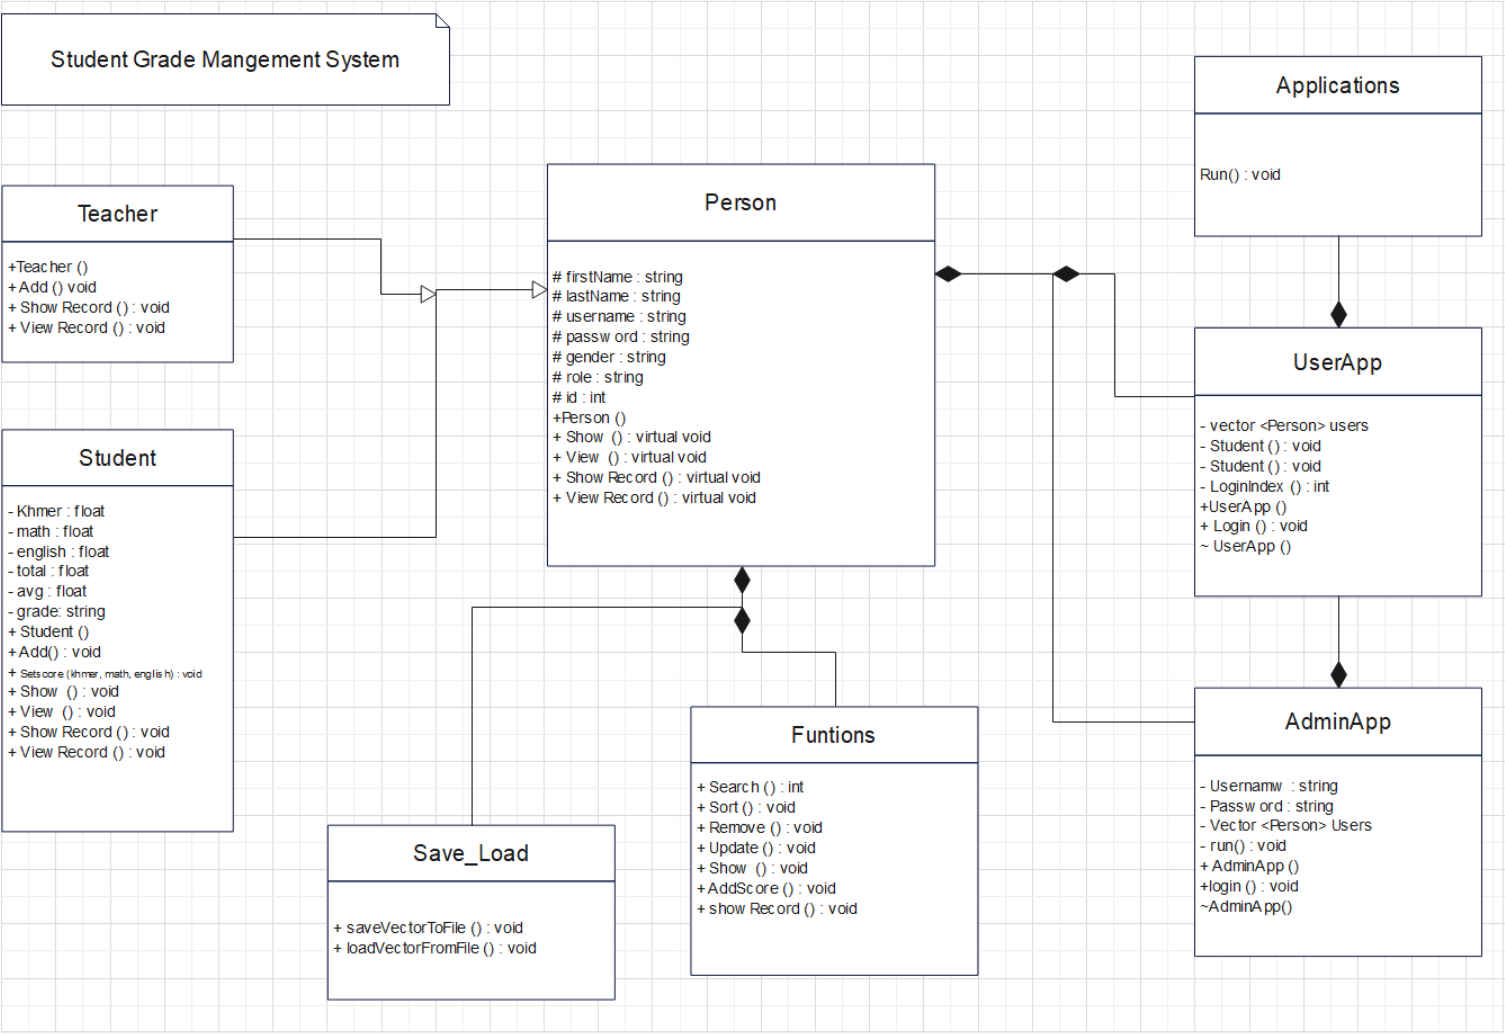 Student Grade Mangement System
Applications
Run() : void
Person
# firstName : string
# lastName : string
# username : string
# password : string
# gender : string
# role : string
# id : int
+Person ()
+ Show () : virtual void
+ View () : virtual void
+ Show Record () : virtual void
+ View Record () : virtual void
Teacher
+Teacher ()
+ Add () void
+ Show Record () : void
+ View Record () : void
Student
- Khmer : float
- math : float
- english : float
- total : float
- avg : float
- grade: string
+ Student ()
+ Add() : void
+ Setscore (khmer, math, english) : void
+ Show () : void
+ View () : void
+ Show Record () : void
+ View Record () : void
UserApp
- vector <Person> users
- Student () : void
- Student () : void
- LoginIndex () : int
+UserApp ()
+ Login () : void
~ UserApp ()
Funtions
+ Search () : int
+ Sort () : void
+ Remove () : void
+ Update () : void
+ Show () : void
+ AddScore () : void
+ show Record () : void
Save_Load
+ saveVectorToFile () : void
+ loadVectorFromFile () : void
AdminApp
- Usernamw : string
- Password : string
- Vector <Person> Users
- run() : void
+ AdminApp ()
+login () : void
~AdminApp()